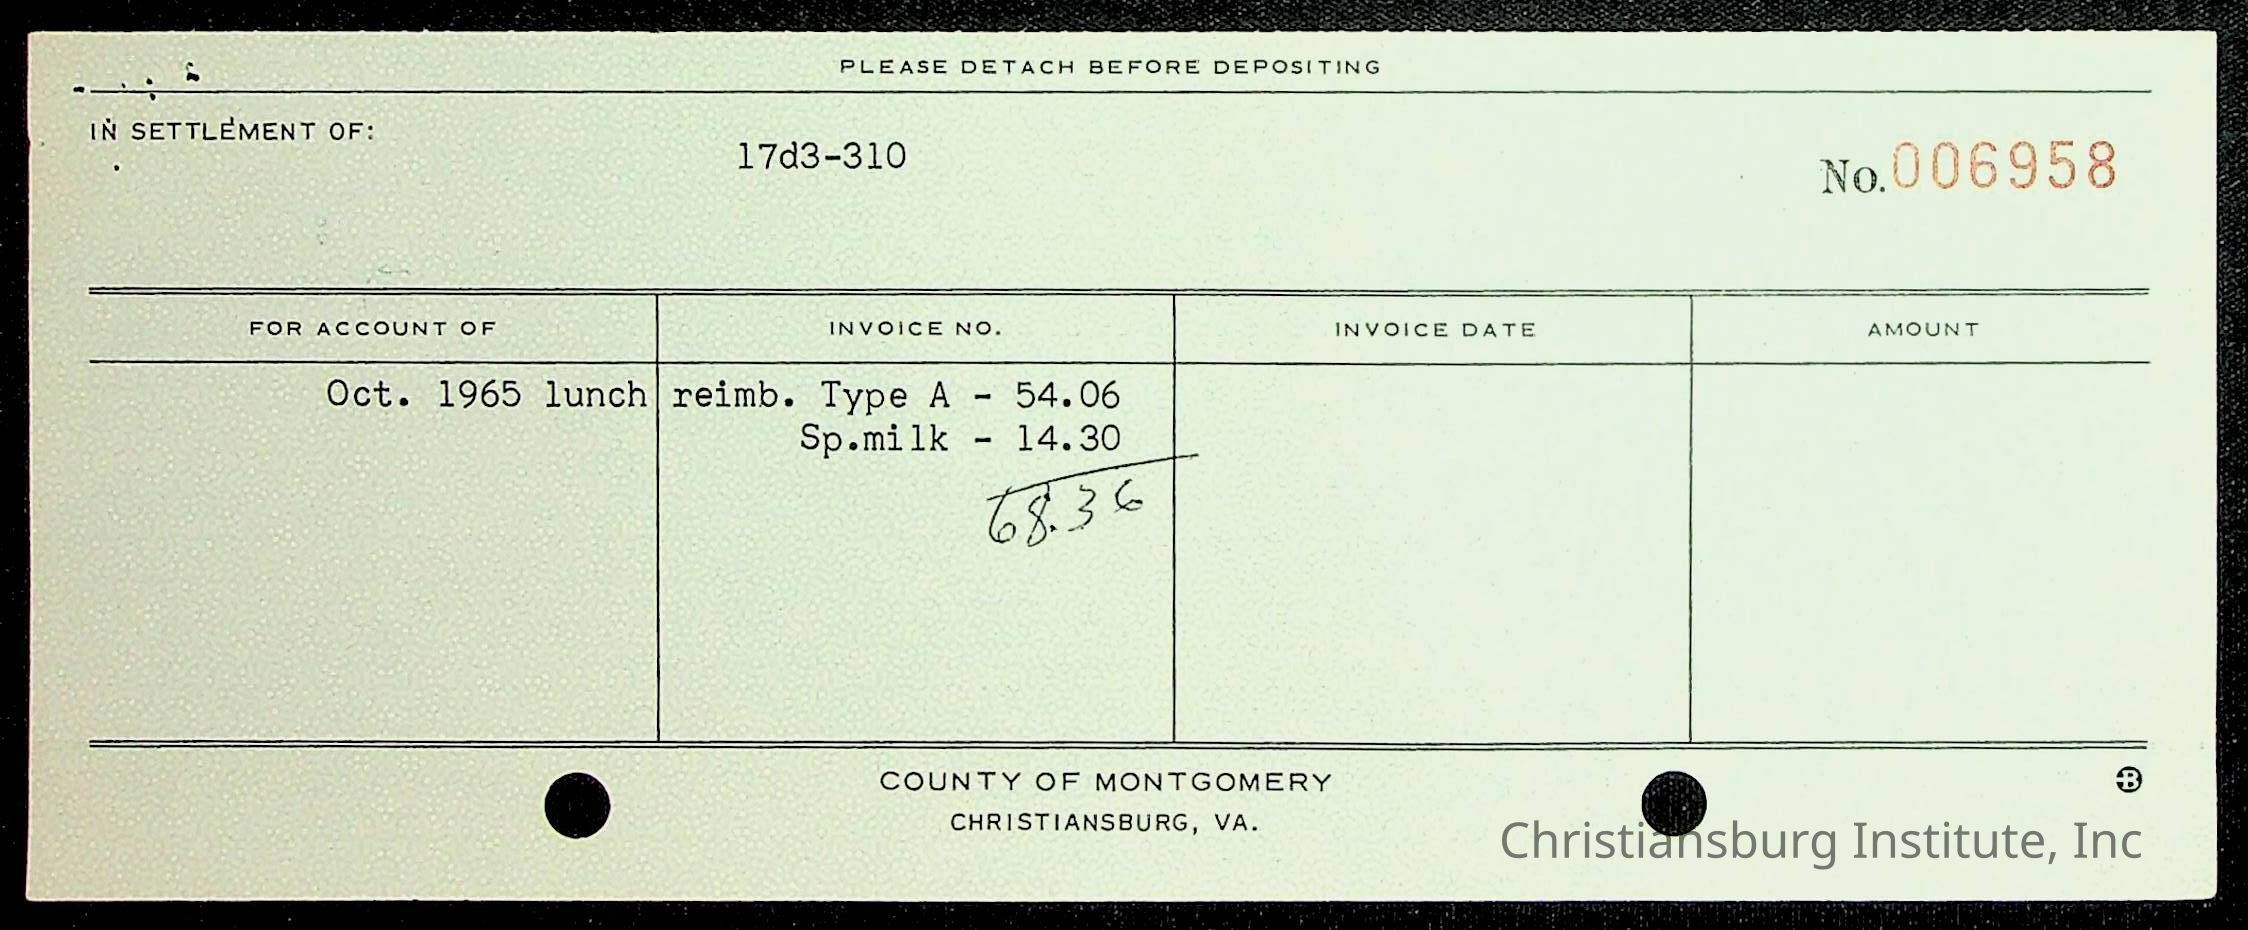 PLEASE DETACH BEFORE DEPOSITING
IN SETTLEMENT OF:
17d3-310
No. 006958
FOR ACCOUNT OF INVOICE NO. INVOICE DATE AMOUNT
Oct. 1965 lunch reimb. Type A - 54.06
Sp.milk - 14.30
68.36
COUNTY OF MONTGOMERY
CHRISTIANSBURG, VA.
B
Christiansburg Institute, Inc